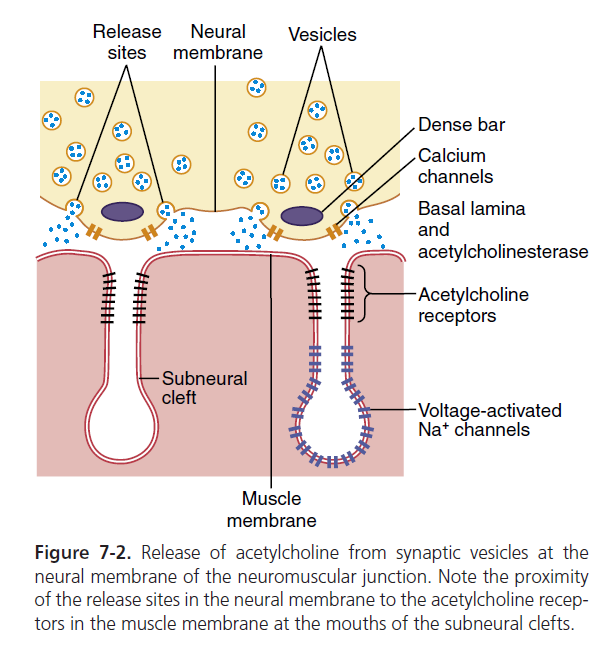 Release
sites
Neural
membrane
Vesicles
Dense bar
Calcium
channels
Basal lamina
and
acetylcholinesterase
Acetylcholine
receptors
Subneural
cleft
Voltage-activated
Na⁺ channels
Muscle
membrane
Figure 7-2. Release of acetylcholine from synaptic vesicles at the
neural membrane of the neuromuscular junction. Note the proximity
of the release sites in the neural membrane to the acetylcholine recep-
tors in the muscle membrane at the mouths of the subneural clefts.